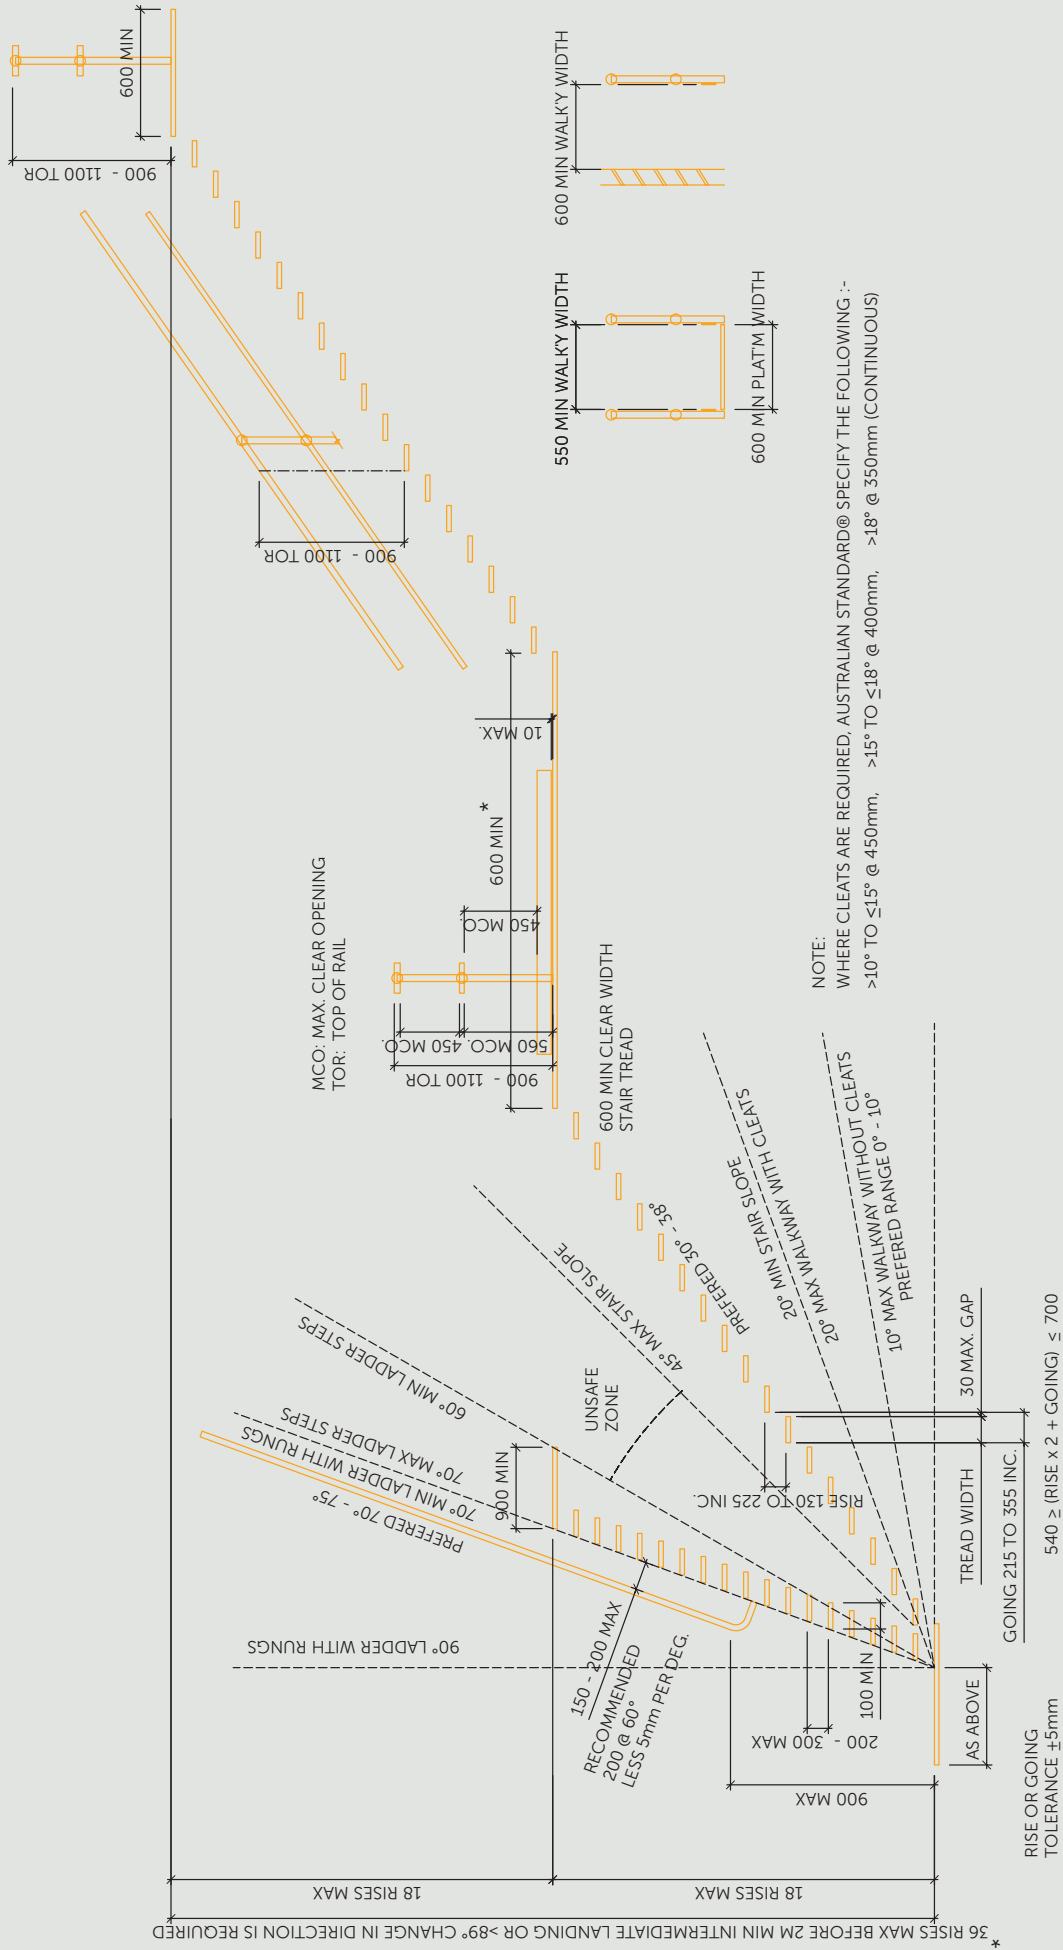 * 36 RISES MAX BEFORE 2M MIN INTERMEDIATE LANDING OR >89° CHANGE IN DIRECTION IS REQUIRED
18 RISES MAX
18 RISES MAX
900 - 1100 TOR
600 MIN
900 - 1100 TOR
MCO: MAX. CLEAR OPENING
TOR: TOP OF RAIL
900 - 1100 TOR
560 MCO.
450 MCO.
450 MCO.
600 MIN *
10 MAX.
600 MIN CLEAR WIDTH
STAIR TREAD
550 MIN WALK'Y WIDTH
600 MIN PLAT'M WIDTH
600 MIN WALK'Y WIDTH
90° LADDER WITH RUNGS
PREFERED 70° - 75°
70° MIN LADDER WITH RUNGS
70° MAX LADDER STEPS
60° MIN LADDER STEPS
900 MIN
UNSAFE
ZONE
45° MAX STAIR SLOPE
PREFERED 30° - 38°
20° MIN STAIR SLOPE
20° MAX WALKWAY WITH CLEATS
10° MAX WALKWAY WITHOUT CLEATS
PREFERED RANGE 0° - 10°
150 - 200 MAX
RECOMMENDED
200 @ 60°
LESS 5mm PER DEG.
900 MAX
200 - 300 MAX
100 MIN
RISE 130 TO 225 INC.
AS ABOVE
TREAD WIDTH
30 MAX. GAP
GOING 215 TO 355 INC.
540 ≥ (RISE x 2 + GOING) ≤ 700
RISE OR GOING
TOLERANCE ±5mm
NOTE:
WHERE CLEATS ARE REQUIRED, AUSTRALIAN STANDARD® SPECIFY THE FOLLOWING :-
>10° TO ≤15° @ 450mm, >15° TO ≤18° @ 400mm, >18° @ 350mm (CONTINUOUS)